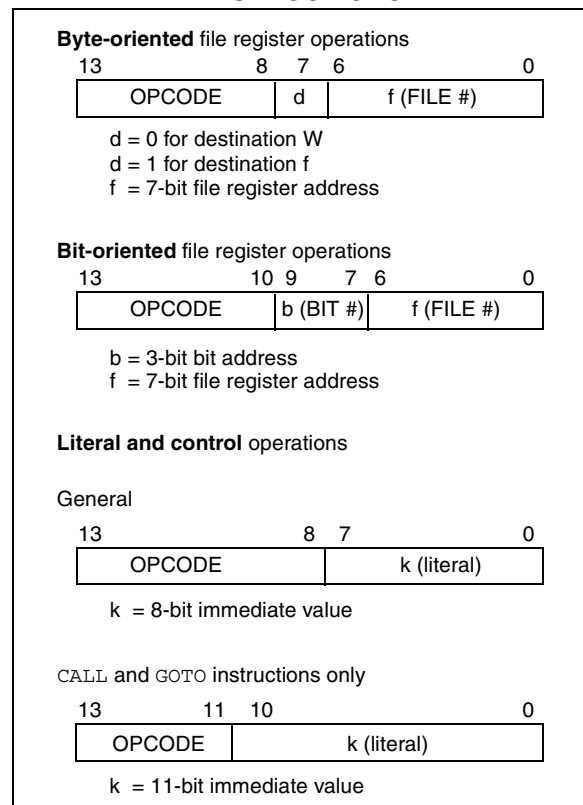 Byte-oriented file register operations
13 8 7 6 0
OPCODE d f (FILE #)
d = 0 for destination W
d = 1 for destination f
f = 7-bit file register address
Bit-oriented file register operations
13 10 9 7 6 0
OPCODE b (BIT #) f (FILE #)
b = 3-bit bit address
f = 7-bit file register address
Literal and control operations
General
13 8 7 0
OPCODE k (literal)
k = 8-bit immediate value
CALL and GOTO instructions only
13 11 10 0
OPCODE k (literal)
k = 11-bit immediate value